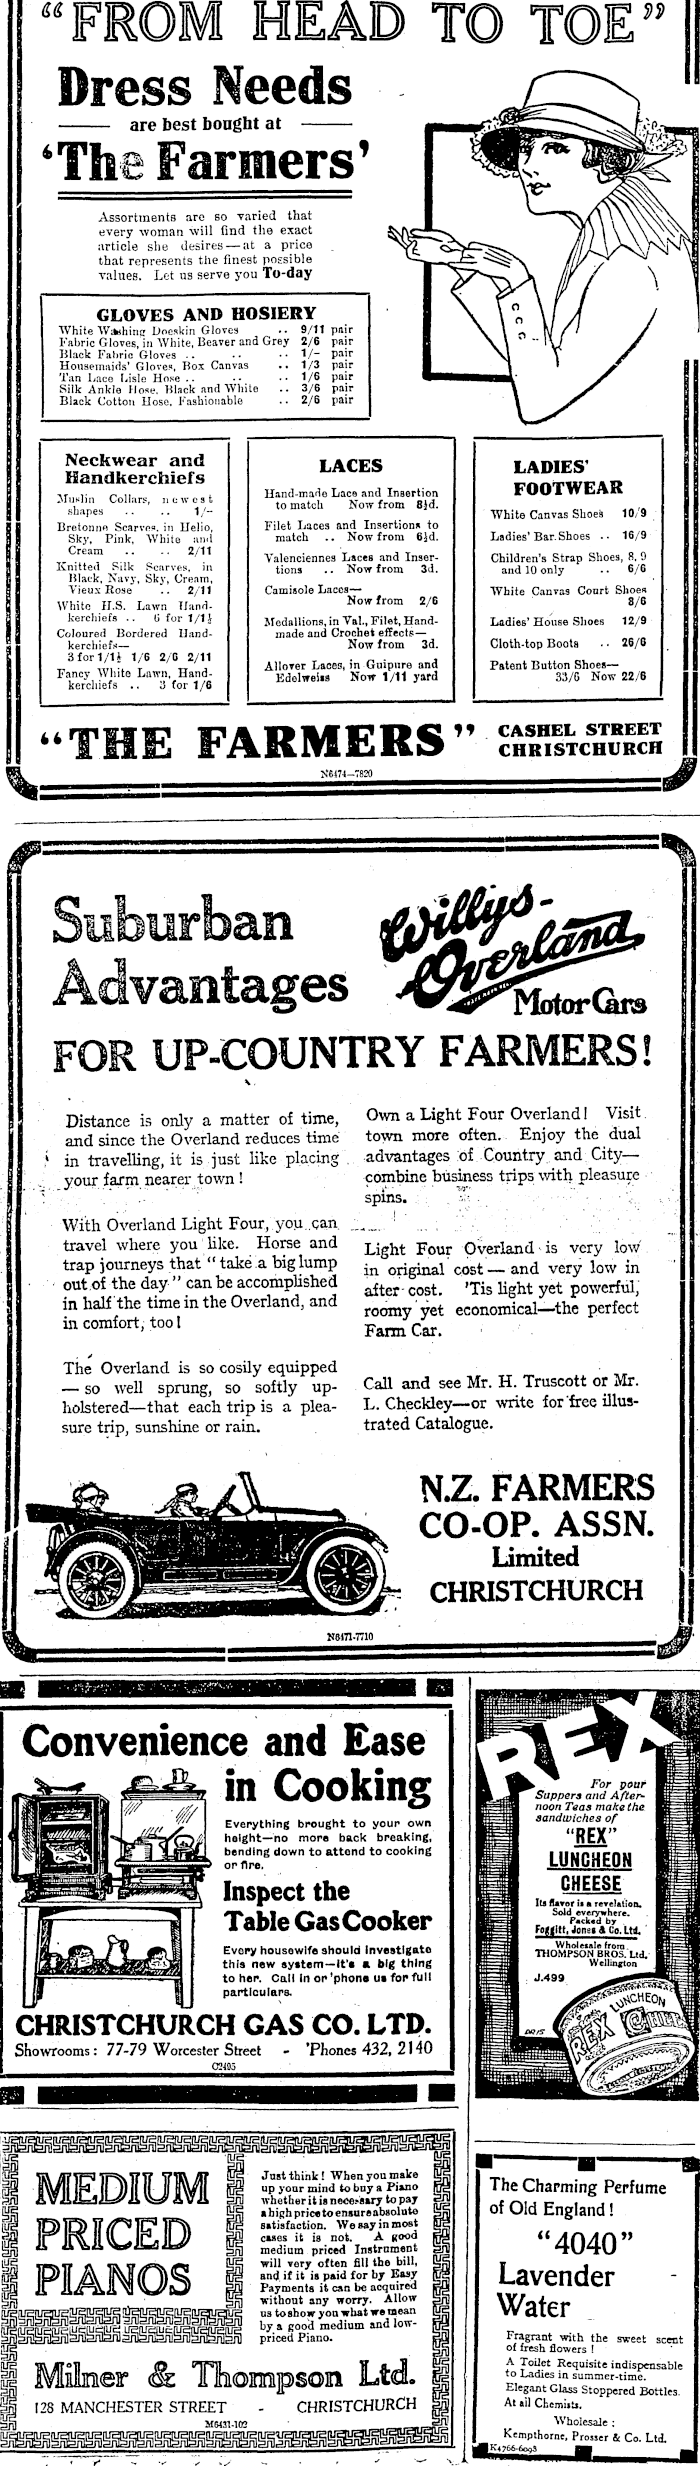 “FROM HEAD TO TOE”
Dress Needs
are best bought at
‘The Farmers’
Assortments are so varied that
every woman will find the exact
article she desires—at a price
that represents the finest possible
values. Let us serve you To-day
GLOVES AND HOSIERY
White Washing Doeskin Gloves .. 9/11 pair
Fabric Gloves, in White, Beaver and Grey 2/6 pair
Black Fabric Gloves .. .. .. 1/- pair
Housemaids' Gloves, Box Canvas .. 1/3 pair
Tan Lace Lisle Hose .. .. .. 1/6 pair
Silk Ankle Hose, Black and White .. 3/6 pair
Black Cotton Hose, Fashionable .. 2/6 pair
Neckwear and
Handkerchiefs
Muslin Collars, newest
shapes .. .. 1/-
Bretonne Scarves, in Helio,
Sky, Pink, White and
Cream .. .. 2/11
Knitted Silk Scarves, in
Black, Navy, Sky, Cream,
Vieux Rose .. 2/11
White H.S. Lawn Hand-
kerchiefs .. 6 for 1/1½
Coloured Bordered Hand-
kerchiefs—
3 for 1/1½ 1/6 2/6 2/11
Fancy White Lawn, Hand-
kerchiefs .. 3 for 1/6
LACES
Hand-made Lace and Insertion
to match Now from 8½d.
Filet Laces and Insertions to
match .. Now from 6½d.
Valenciennes Laces and Inser-
tions .. Now from 3d.
Camisole Laces—
Now from 2/6
Medallions, in Val., Filet, Hand-
made and Crochet effects—
Now from 3d.
Allover Laces, in Guipure and
Edelweiss Now 1/11 yard
LADIES'
FOOTWEAR
White Canvas Shoes 10/9
Ladies' Bar Shoes .. 16/9
Children's Strap Shoes, 8, 9
and 10 only .. 6/6
White Canvas Court Shoes
8/6
Ladies' House Shoes 12/9
Cloth-top Boots .. 26/6
Patent Button Shoes—
33/6 Now 22/6
“THE FARMERS”
CASHEL STREET
CHRISTCHURCH
N6474—7820
Suburban
Advantages
Willys-
Overland
Motor Cars
FOR UP-COUNTRY FARMERS!
Distance is only a matter of time,
and since the Overland reduces time
in travelling, it is just like placing
your farm nearer town!
With Overland Light Four, you can
travel where you like. Horse and
trap journeys that “take a big lump
out of the day” can be accomplished
in half the time in the Overland, and
in comfort, too!
The Overland is so cosily equipped
—so well sprung, so softly up-
holstered—that each trip is a plea-
sure trip, sunshine or rain.
Own a Light Four Overland! Visit
town more often. Enjoy the dual
advantages of Country and City—
combine business trips with pleasure
spins.
Light Four Overland is very low
in original cost—and very low in
after cost. 'Tis light yet powerful,
roomy yet economical—the perfect
Farm Car.
Call and see Mr. H. Truscott or Mr.
L. Checkley—or write for free illus-
trated Catalogue.
N.Z. FARMERS
CO-OP. ASSN.
Limited
CHRISTCHURCH
N6471-7710
Convenience and Ease
in Cooking
Everything brought to your own
height—no more back breaking,
bending down to attend to cooking
or fire.
Inspect the
Table Gas Cooker
Every housewife should investigate
this new system—it's a big thing
to her. Call in or 'phone us for full
particulars.
CHRISTCHURCH GAS CO. LTD.
Showrooms: 77-79 Worcester Street - 'Phones 432, 2140
C2495
REX
For your
Suppers and After-
noon Teas make the
sandwiches of
“REX”
LUNCHEON
CHEESE
Its flavor is a revelation.
Sold everywhere.
Packed by
Foggitt, Jones & Co. Ltd.
Wholesale from
THOMPSON BROS. Ltd,
Wellington
J.499
REX LUNCHEON
MEDIUM
PRICED
PIANOS
Just think! When you make
up your mind to buy a Piano
whether it is necessary to pay
a high price to ensure absolute
satisfaction. We say in most
cases it is not. A good
medium priced Instrument
will very often fill the bill,
and if it is paid for by Easy
Payments it can be acquired
without any worry. Allow
us to show you what we mean
by a good medium and low-
priced Piano.
Milner & Thompson Ltd.
128 MANCHESTER STREET - CHRISTCHURCH
M6431-102
The Charming Perfume
of Old England!
“4040”
Lavender
Water
Fragrant with the sweet scent
of fresh flowers!
A Toilet Requisite indispensable
to Ladies in summer-time.
Elegant Glass Stoppered Bottles.
At all Chemists.
Wholesale:
Kempthorne, Prosser & Co. Ltd.
K4766-6093